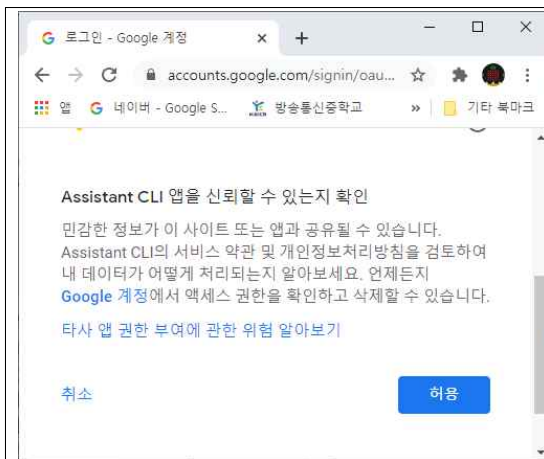 로그인 - Google 계정
accounts.google.com/signin/oau...
앱 네이버 - Google S... 방송통신중학교 » 기타 북마크
Assistant CLI 앱을 신뢰할 수 있는지 확인
민감한 정보가 이 사이트 또는 앱과 공유될 수 있습니다.
Assistant CLI의 서비스 약관 및 개인정보처리방침을 검토하여
내 데이터가 어떻게 처리되는지 알아보세요. 언제든지
Google 계정에서 액세스 권한을 확인하고 삭제할 수 있습니다.
타사 앱 권한 부여에 관한 위험 알아보기
취소 허용